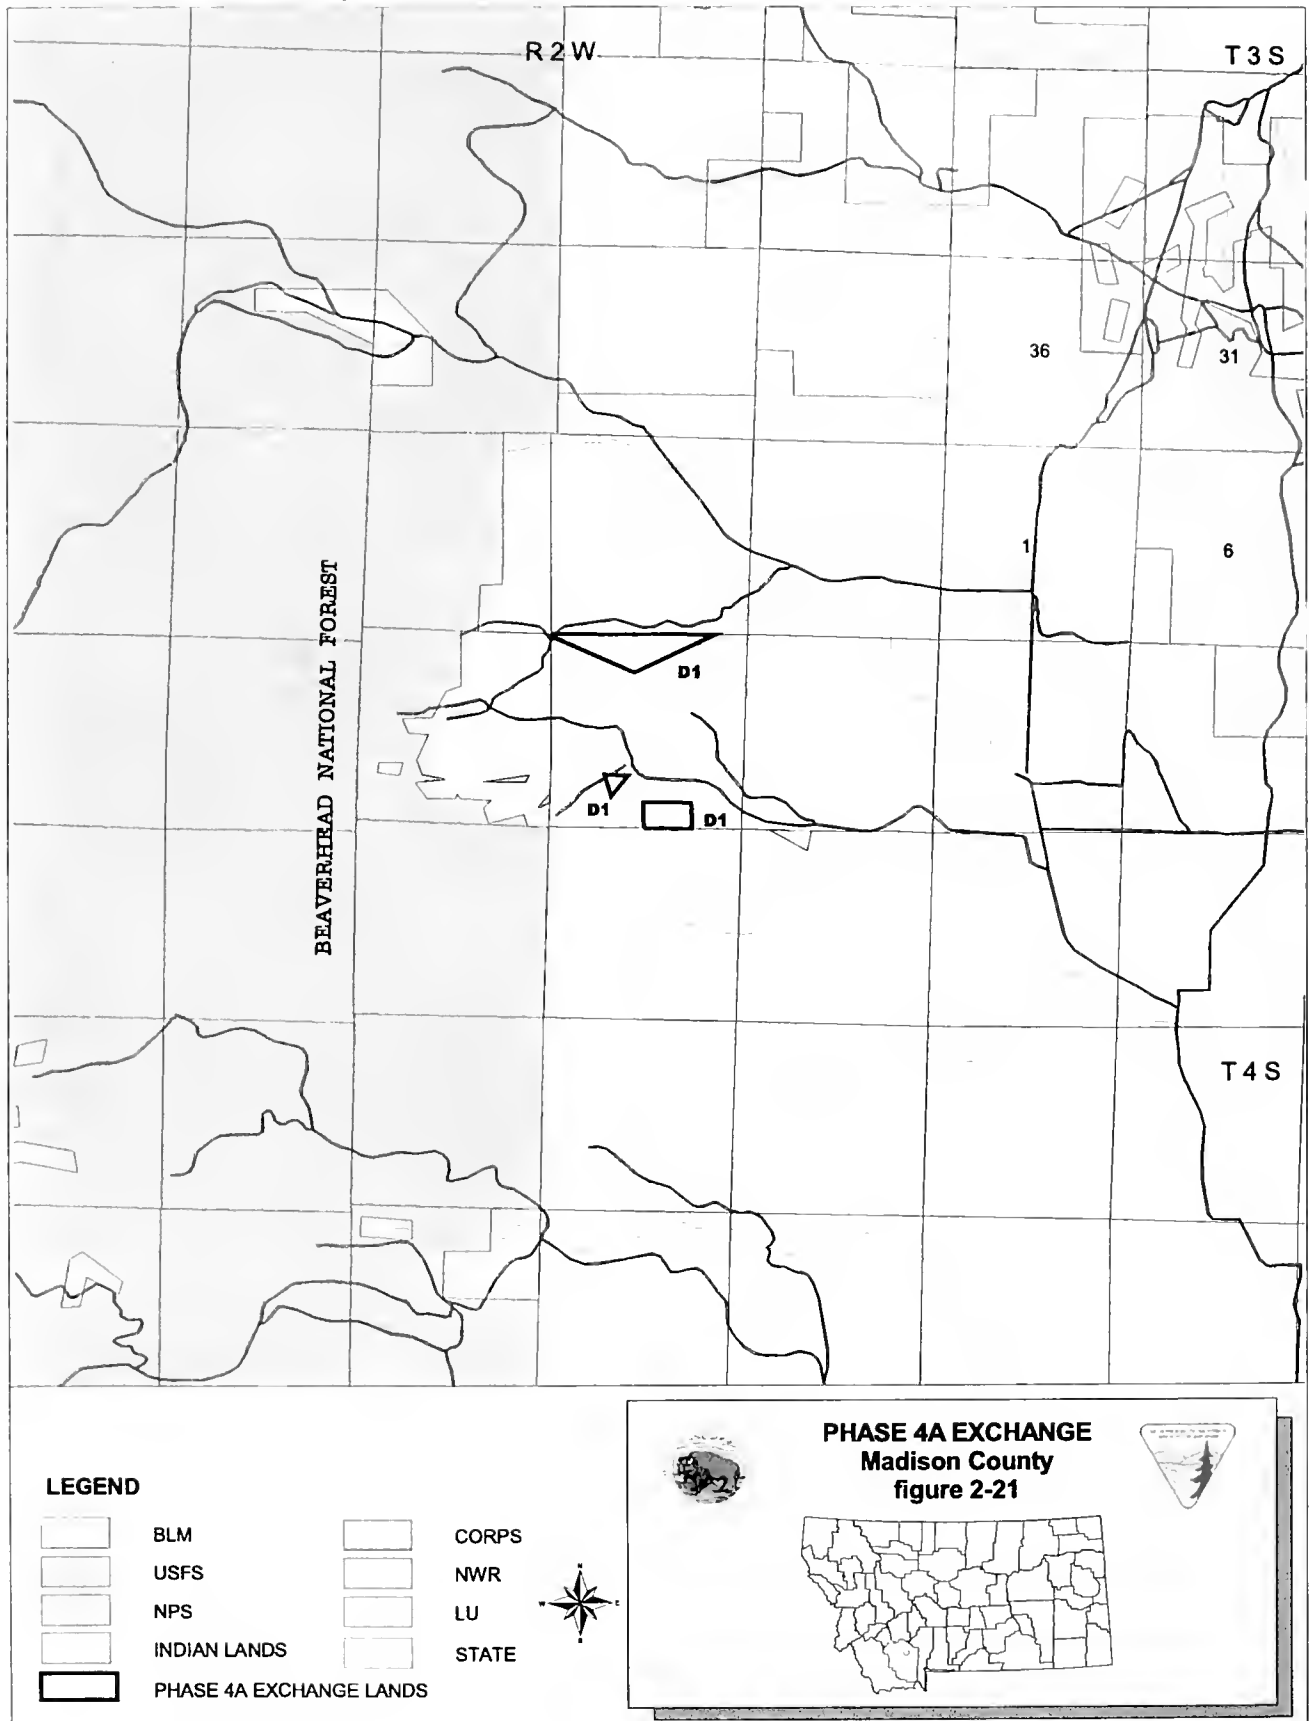 R 2 W
T 3 S
36
31
1
6
BEAVERHEAD NATIONAL FOREST
D1
D1
D1
T 4 S
PHASE 4A EXCHANGE
Madison County
figure 2-21
LEGEND
BLM
USFS
NPS
INDIAN LANDS
PHASE 4A EXCHANGE LANDS
CORPS
NWR
LU
STATE
N
W
E
S